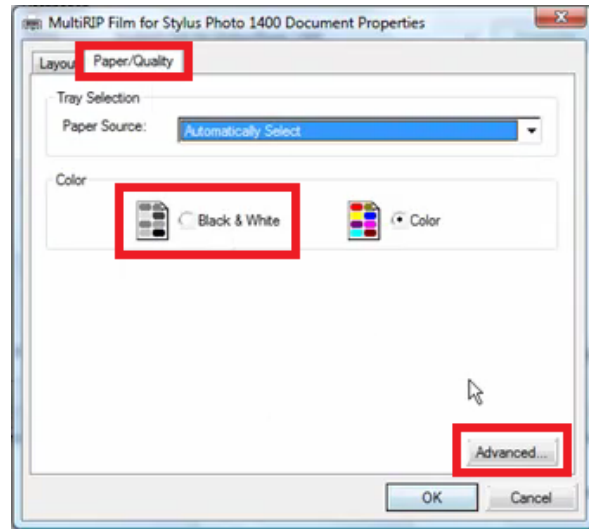 MultiRIP Film for Stylus Photo 1400 Document Properties
Layou Paper/Quality
Tray Selection
Paper Source: Automatically Select
Color
Black & White Color
Advanced...
OK Cancel